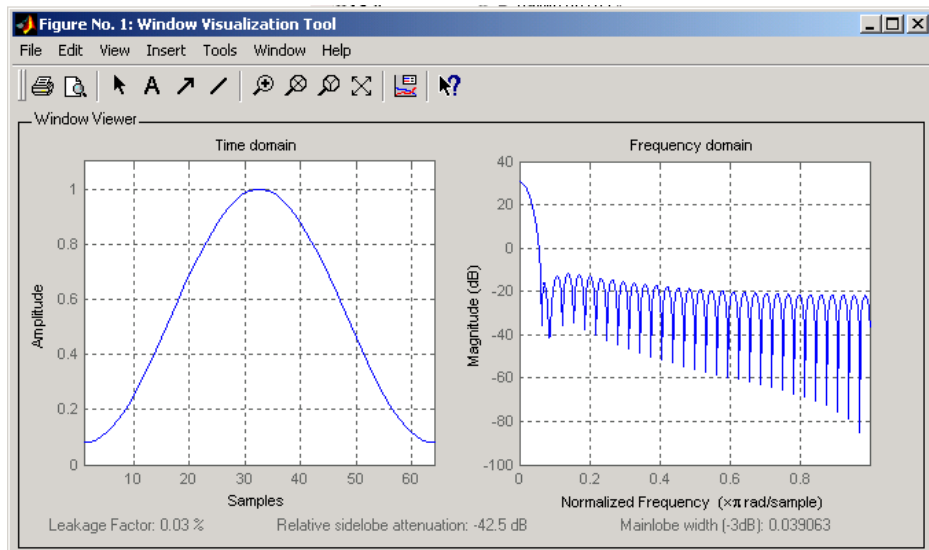 Figure No. 1: Window Visualization Tool
File Edit View Insert Tools Window Help
A
Window Viewer
Time domain
Frequency domain
1
0.8
0.6
0.4
0.2
0
Amplitude
10 20 30 40 50 60
Samples
40
20
0
-20
-40
-60
-80
-100
Magnitude (dB)
0 0.2 0.4 0.6 0.8
Normalized Frequency (×π rad/sample)
Leakage Factor: 0.03 % Relative sidelobe attenuation: -42.5 dB Mainlobe width (-3dB): 0.039063